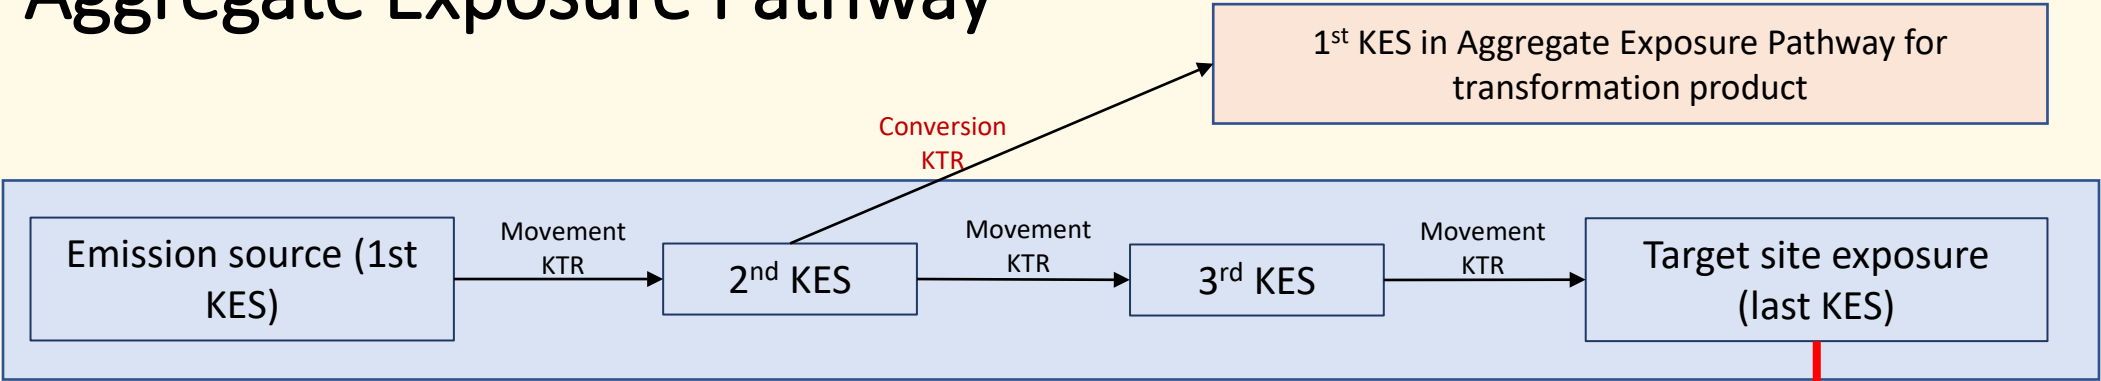 Aggregate Exposure Pathway
1st KES in Aggregate Exposure Pathway for
transformation product
Conversion
KTR
Emission source (1st
KES)
Movement
KTR
2nd KES
Movement
KTR
3rd KES
Movement
KTR
Target site exposure
(last KES)